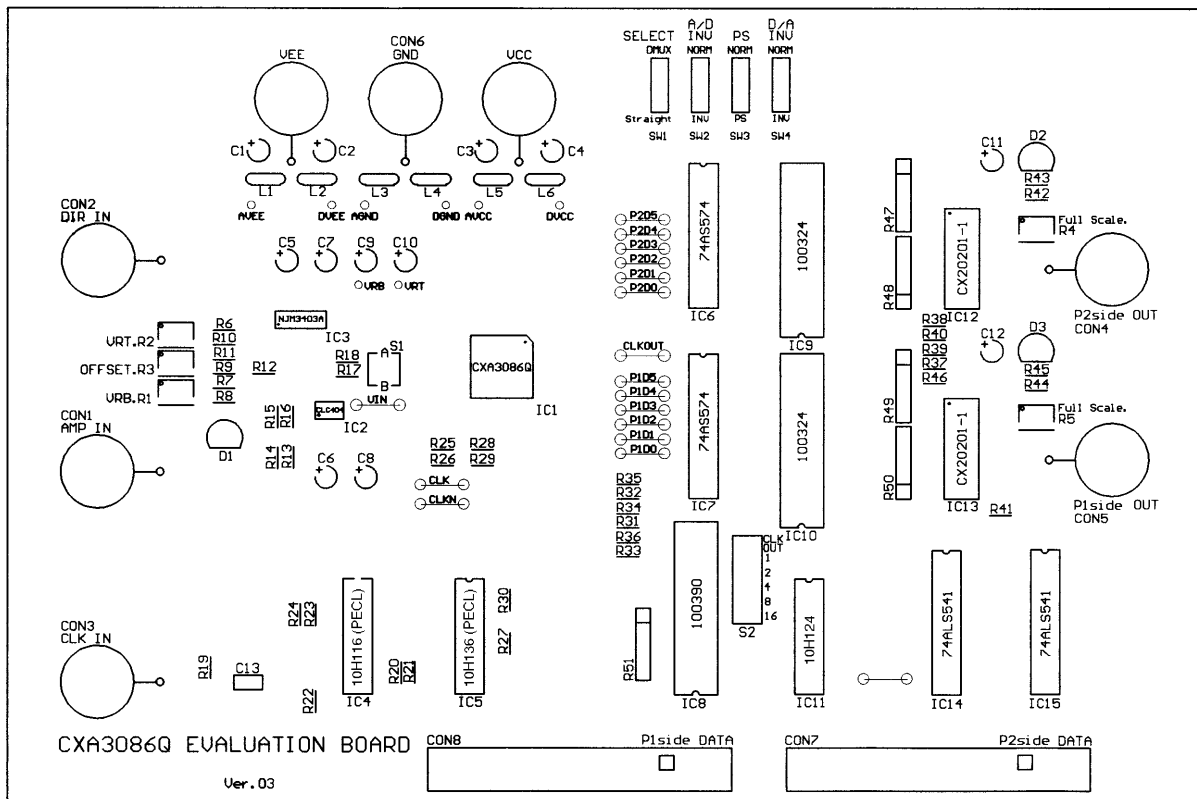 SELECT A/D INV PS D/A INV
DMUX NORM NORM NORM
Straight INV PS INV
SW1 SW2 SW3 SW4
VEE CON6 GND VCC
C1 C2 C3 C4
L1 L2 L3 L4 L5 L6
AVEE DVEE AGND DGND AVCC DVCC
C11 D2
R43
R42
Full Scale.
R4
CON2
DIR IN
C5 C7 C9 C10
VRB VRT
P2D5
P2D4
P2D3
P2D2
P2D1
P2D0
74AS574
IC6
100324
IC9
R47
R48
CX20201-1
IC12
P2side OUT
CON4
VRT.R2
OFFSET.R3
VRB.R1
R6
R10
R11
R9
R7
R8
R12
NJM3403A
IC3
R18
R17
S1
A
B
VIN
CLC404
IC2
CXA3086Q
IC1
CLKOUT
P1D5
P1D4
P1D3
P1D2
P1D1
P1D0
74AS574
IC7
100324
IC10
R38
R40
R39
R37
R46
C12 D3
R45
R44
Full Scale.
R5
R49
R50
CX20201-1
IC13
R41
P1side OUT
CON5
CON1
AMP IN
D1
R15
R16
R14
R13
C6 C8
R25 R28
R26 R29
CLK
CLKN
R35
R32
R34
R31
R36
R33
CLK
OUT
1
2
4
8
16
S2
100390
IC8
R51
CON3
CLK IN
R19
C13
R24
R23
R22
10H116(PECL)
IC4
R20
R21
10H136(PECL)
IC5
R30
R27
10H124
IC11
74ALS541
IC14
74ALS541
IC15
CXA3086Q EVALUATION BOARD
Ver.03
CON8 P1side DATA
CON7 P2side DATA